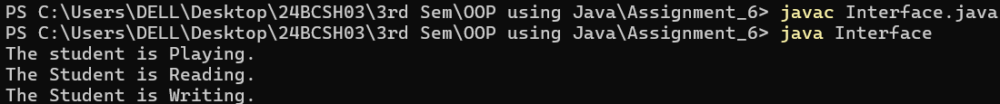 PS C:\Users\DELL\Desktop\24BCSH03\3rd Sem\OOP using Java\Assignment_6> javac Interface.java
PS C:\Users\DELL\Desktop\24BCSH03\3rd Sem\OOP using Java\Assignment_6> java Interface
The student is Playing.
The Student is Reading.
The Student is Writing.